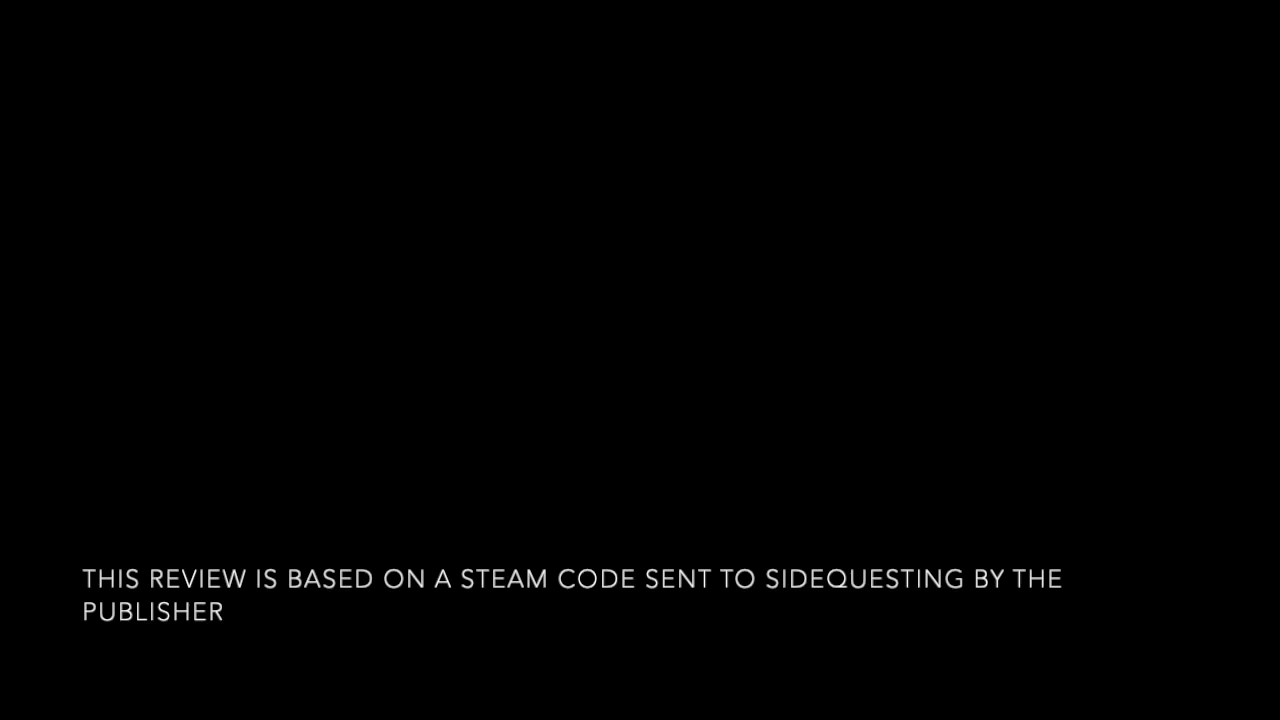 THIS REVIEW IS BASED ON A STEAM CODE SENT TO SIDEQUESTING BY THE
PUBLISHER